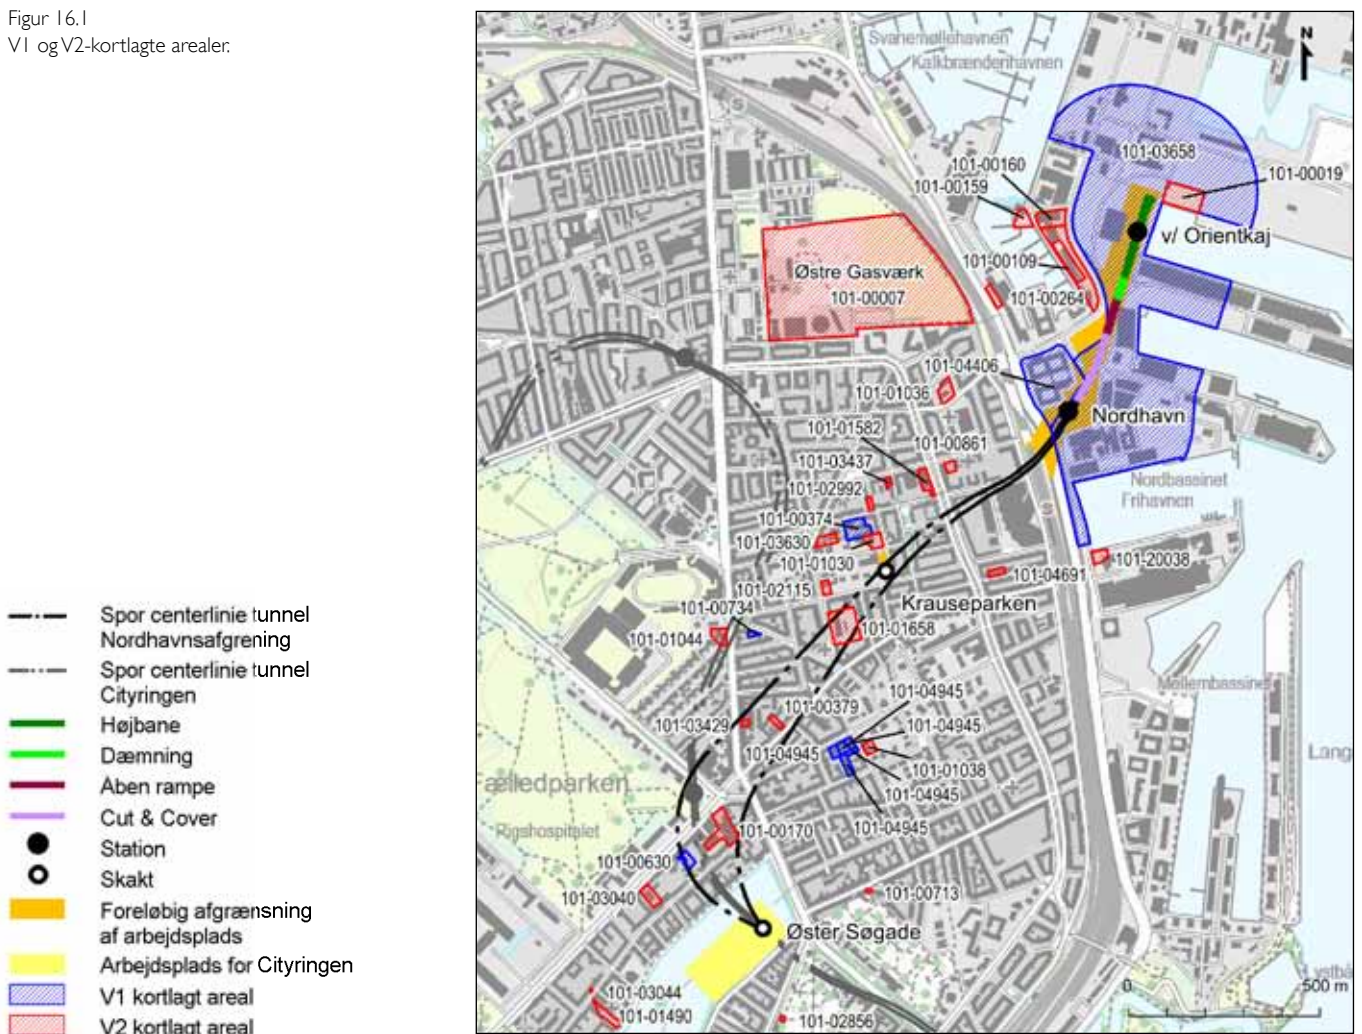 Figur 16.1
V1 og V2-kortlagte arealer.
Spor centerlinie tunnel
Nordhavnsafgrening
Spor centerlinie tunnel
Cityringen
Højbane
Dæmning
Åben rampe
Cut & Cover
Station
Skakt
Foreløbig afgrænsning
af arbejdsplads
Arbejdsplads for Cityringen
V1 kortlagt areal
V2 kortlagt areal
Svanemøllehavnen
Kalkbrænderihavnen
N
S
101-03658
101-00160
101-00019
101-00159
v/ Orientkaj
101-00109
Østre Gasværk
101-00007
101-00264
101-04406
101-01036
Nordhavn
101-01582
101-00861
101-03437
101-02992
Nordbassinet
Frihavnen
101-00374
101-03630
101-01030
101-20038
101-04691
101-02115
Krauseparken
101-00734
101-01658
101-01044
Mellembassinet
101-04945
101-00379
101-03429
101-04945
101-04945
Lang
101-01038
Fælledparken
101-04945
101-04945
Rigshospitalet
101-00170
101-00630
101-03040
101-00713
Øster Søgade
Lystbå
0
500 m
101-03044
101-01490
101-02856